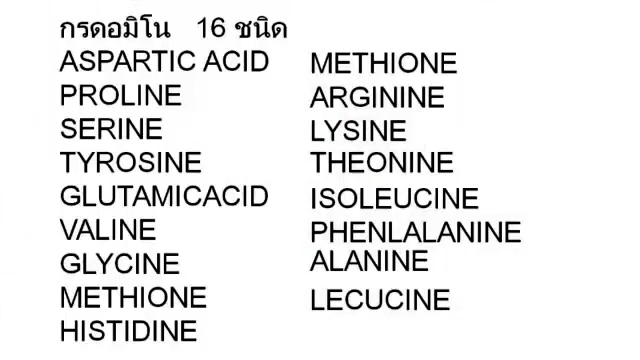 กรดอมิโน 16 ชนิด
ASPARTIC ACID
PROLINE
SERINE
TYROSINE
GLUTAMICACID
VALINE
GLYCINE
METHIONE
HISTIDINE
METHIONE
ARGININE
LYSINE
THEONINE
ISOLEUCINE
PHENLALANINE
ALANINE
LECUCINE